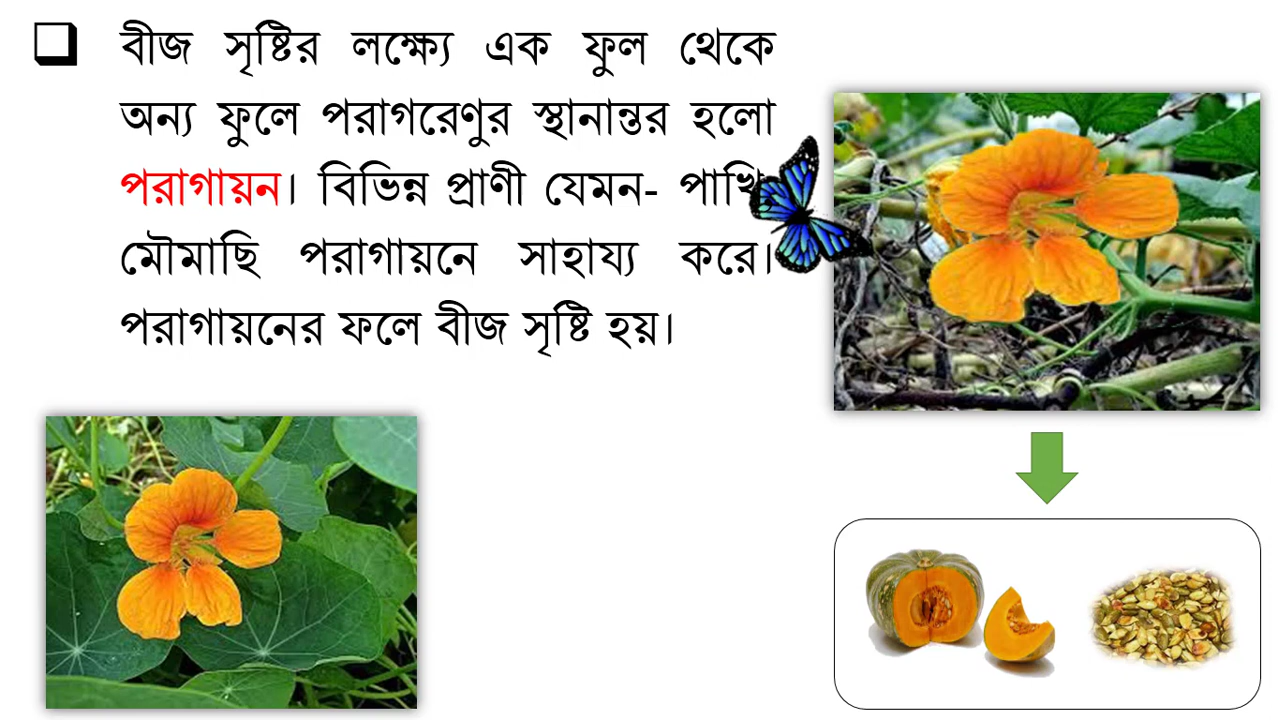 বীজ সৃষ্টির লক্ষ্যে এক ফুল থেকে
অন্য ফুলে পরাগরেণুর স্থানান্তর হলো
পরাগায়ন। বিভিন্ন প্রাণী যেমন- পাখি,
মৌমাছি পরাগায়নে সাহায্য করে।
পরাগায়নের ফলে বীজ সৃষ্টি হয়।